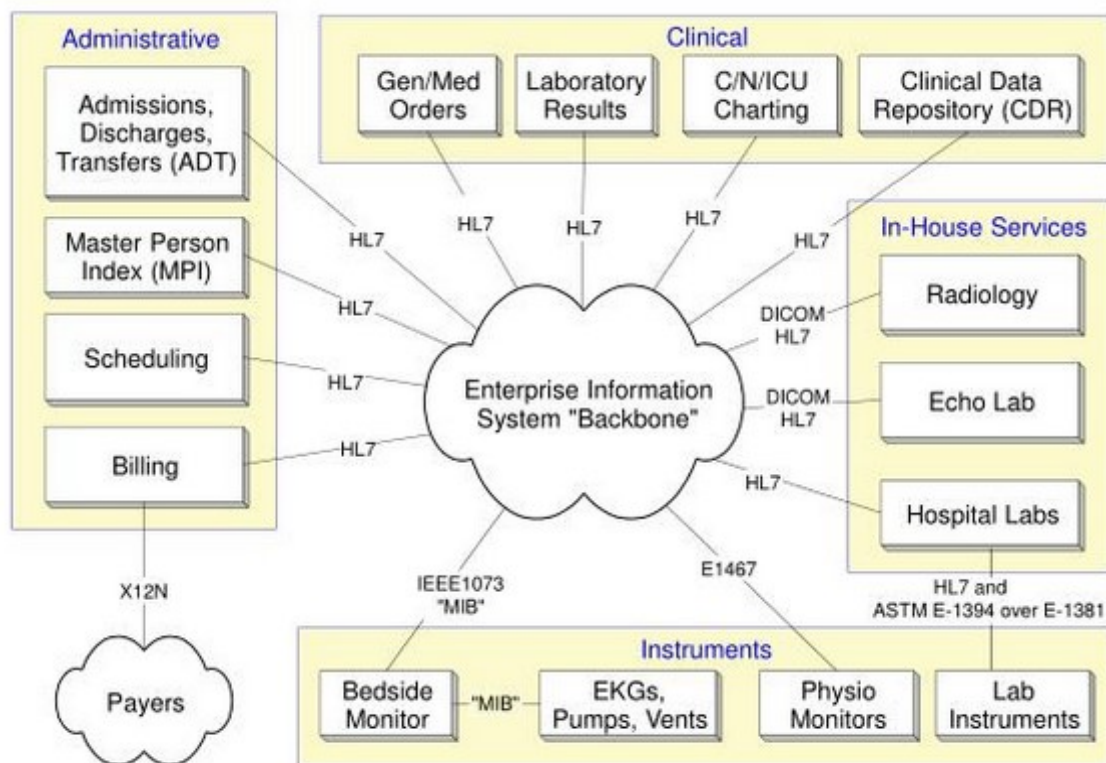 Administrative
Admissions,
Discharges,
Transfers (ADT)
Master Person
Index (MPI)
Scheduling
Billing
HL7
HL7
HL7
HL7
X12N
Payers
Clinical
Gen/Med
Orders
Laboratory
Results
C/N/ICU
Charting
Clinical Data
Repository (CDR)
HL7
HL7
HL7
HL7
Enterprise Information
System "Backbone"
In-House Services
Radiology
Echo Lab
Hospital Labs
DICOM
HL7
DICOM
HL7
HL7
IEEE1073
"MIB"
E1467
HL7 and
ASTM E-1394 over E-1381
Instruments
Bedside
Monitor
"MIB"
EKGs,
Pumps, Vents
Physio
Monitors
Lab
Instruments